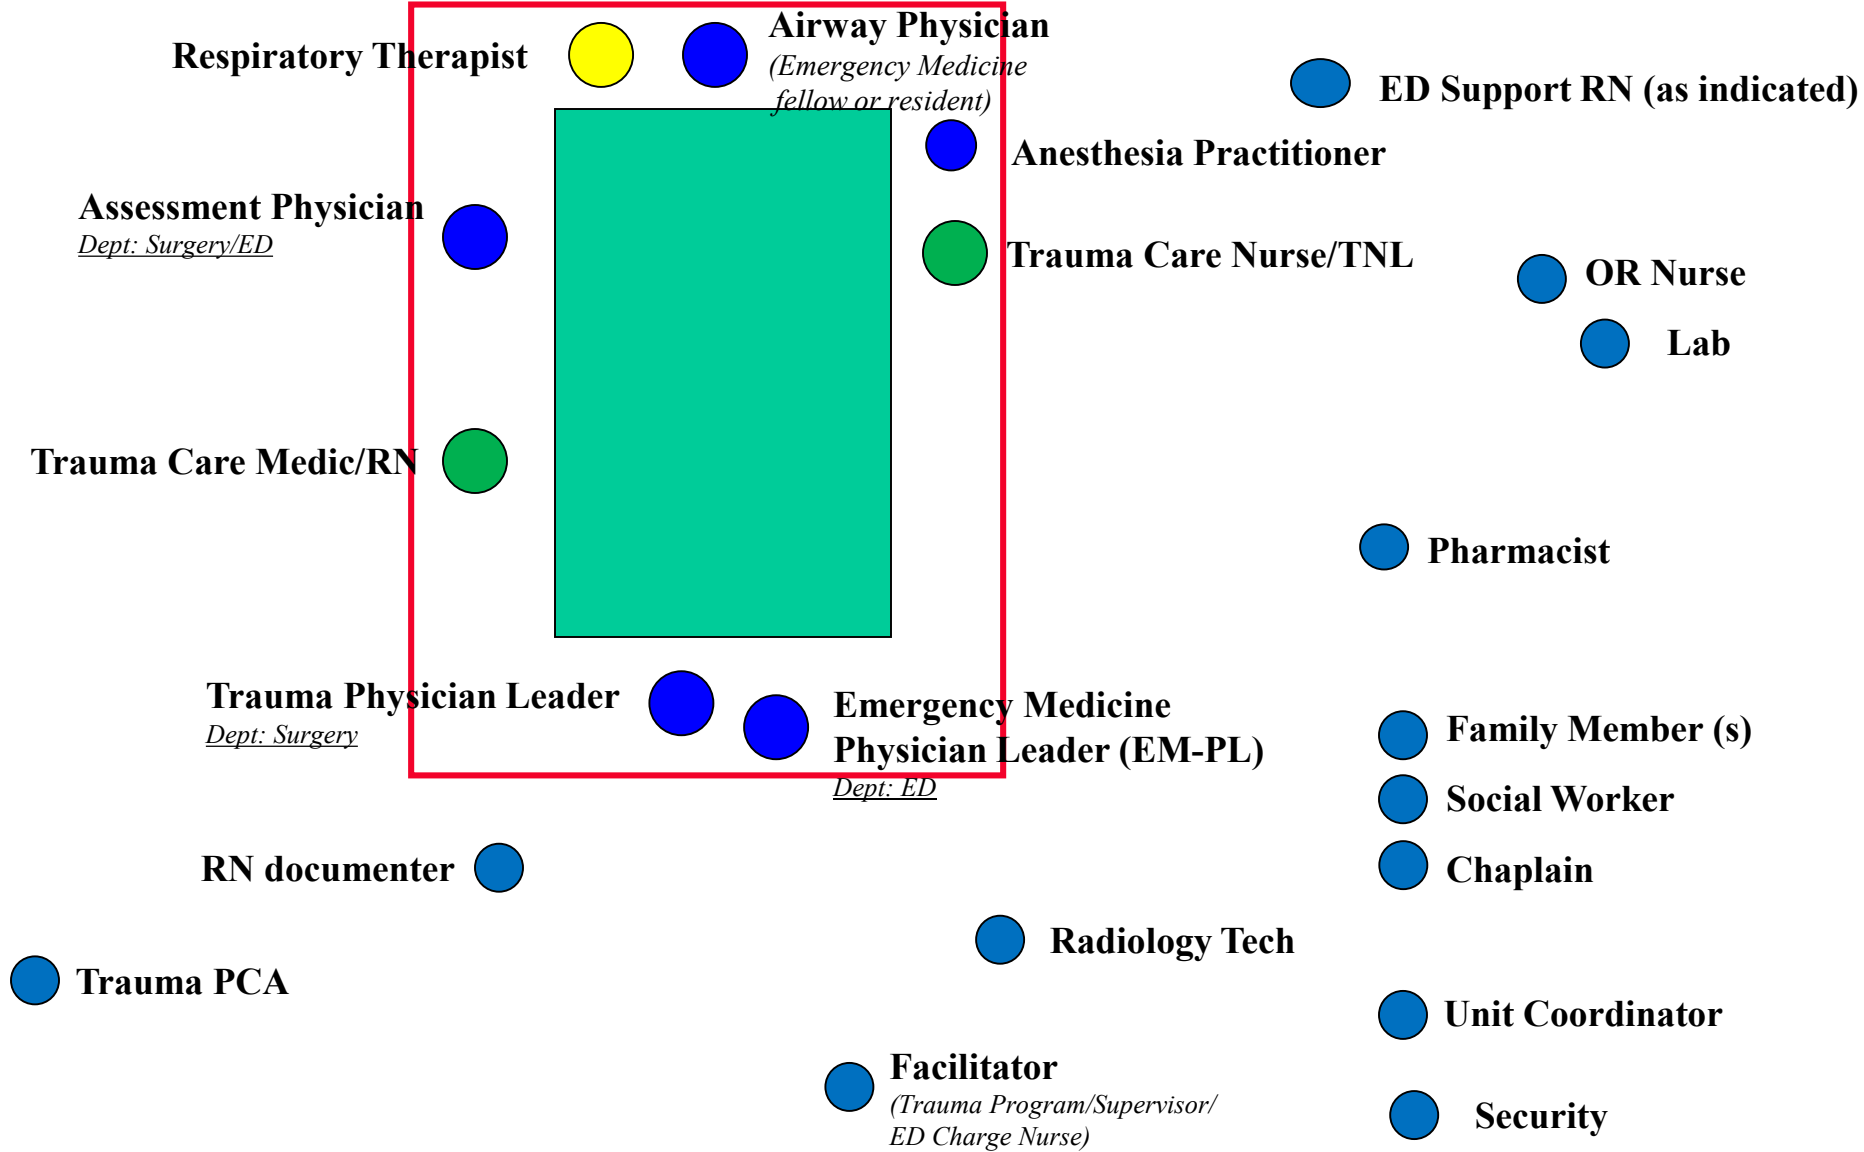 Respiratory Therapist
Airway Physician
(Emergency Medicine
fellow or resident)
ED Support RN (as indicated)
Anesthesia Practitioner
Assessment Physician
Dept: Surgery/ED
Trauma Care Nurse/TNL
OR Nurse
Lab
Trauma Care Medic/RN
Pharmacist
Trauma Physician Leader
Dept: Surgery
Emergency Medicine
Physician Leader (EM-PL)
Dept: ED
Family Member (s)
Social Worker
Chaplain
RN documenter
Radiology Tech
Trauma PCA
Unit Coordinator
Facilitator
(Trauma Program/Supervisor/
ED Charge Nurse)
Security